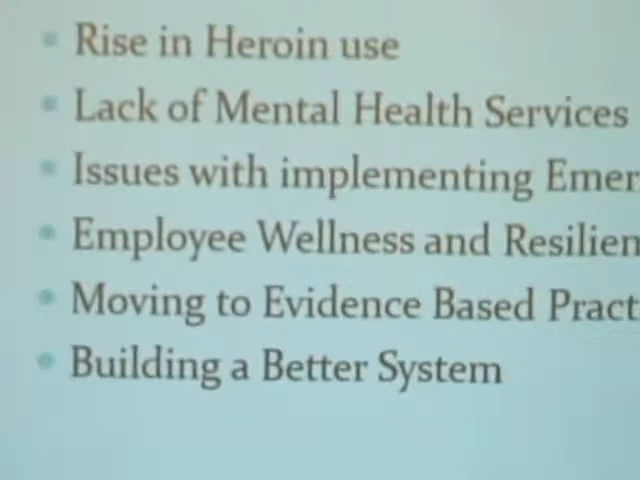 Rise in Heroin use
Lack of Mental Health Services
Issues with implementing Emer
Employee Wellness and Resilien
Moving to Evidence Based Pract
Building a Better System